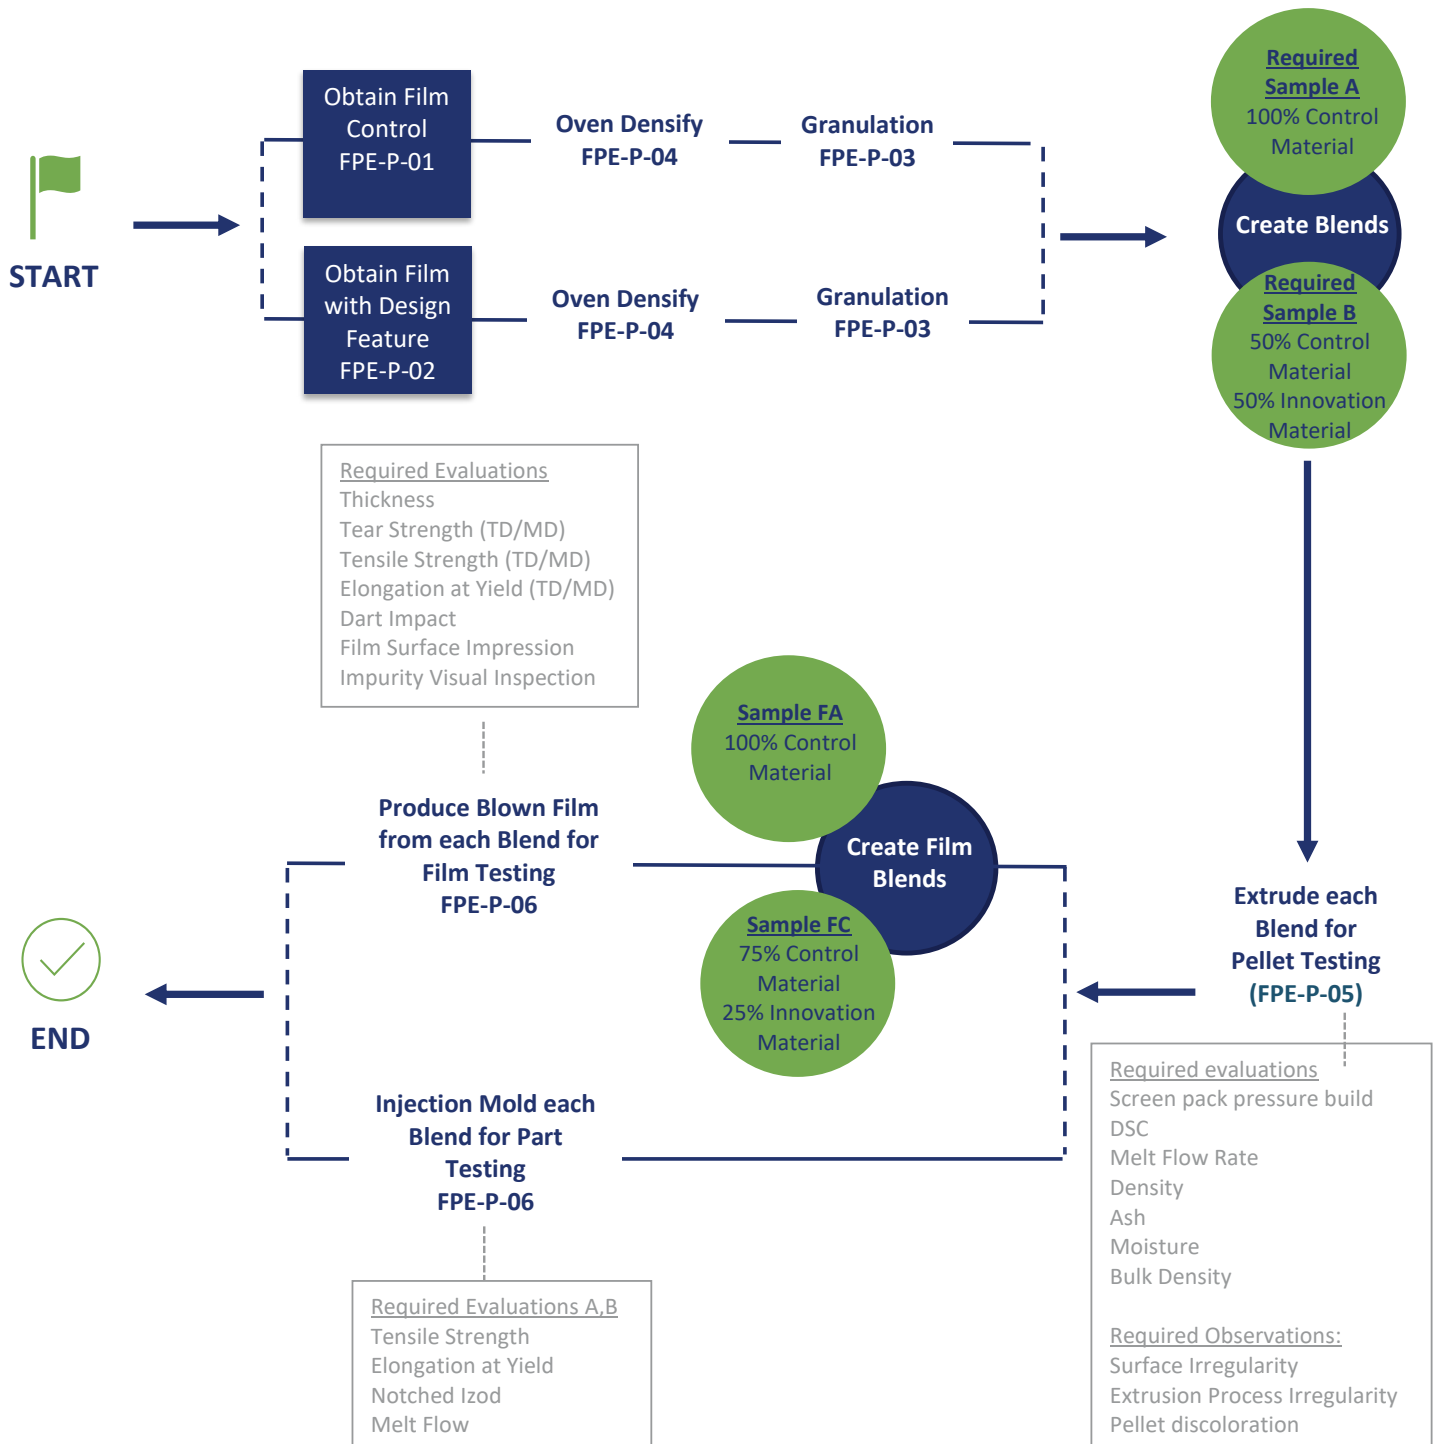 START
Obtain Film
Control
FPE-P-01
Oven Densify
FPE-P-04
Granulation
FPE-P-03
Obtain Film
with Design
Feature
FPE-P-02
Oven Densify
FPE-P-04
Granulation
FPE-P-03
Required
Sample A
100% Control
Material
Create Blends
Required
Sample B
50% Control
Material
50% Innovation
Material
Extrude each
Blend for
Pellet Testing
(FPE-P-05)
Required evaluations
Screen pack pressure build
DSC
Melt Flow Rate
Density
Ash
Moisture
Bulk Density
Required Observations:
Surface Irregularity
Extrusion Process Irregularity
Pellet discoloration
Sample FA
100% Control
Material
Create Film
Blends
Sample FC
75% Control
Material
25% Innovation
Material
Required Evaluations
Thickness
Tear Strength (TD/MD)
Tensile Strength (TD/MD)
Elongation at Yield (TD/MD)
Dart Impact
Film Surface Impression
Impurity Visual Inspection
Produce Blown Film
from each Blend for
Film Testing
FPE-P-06
Injection Mold each
Blend for Part
Testing
FPE-P-06
Required Evaluations A,B
Tensile Strength
Elongation at Yield
Notched Izod
Melt Flow
END